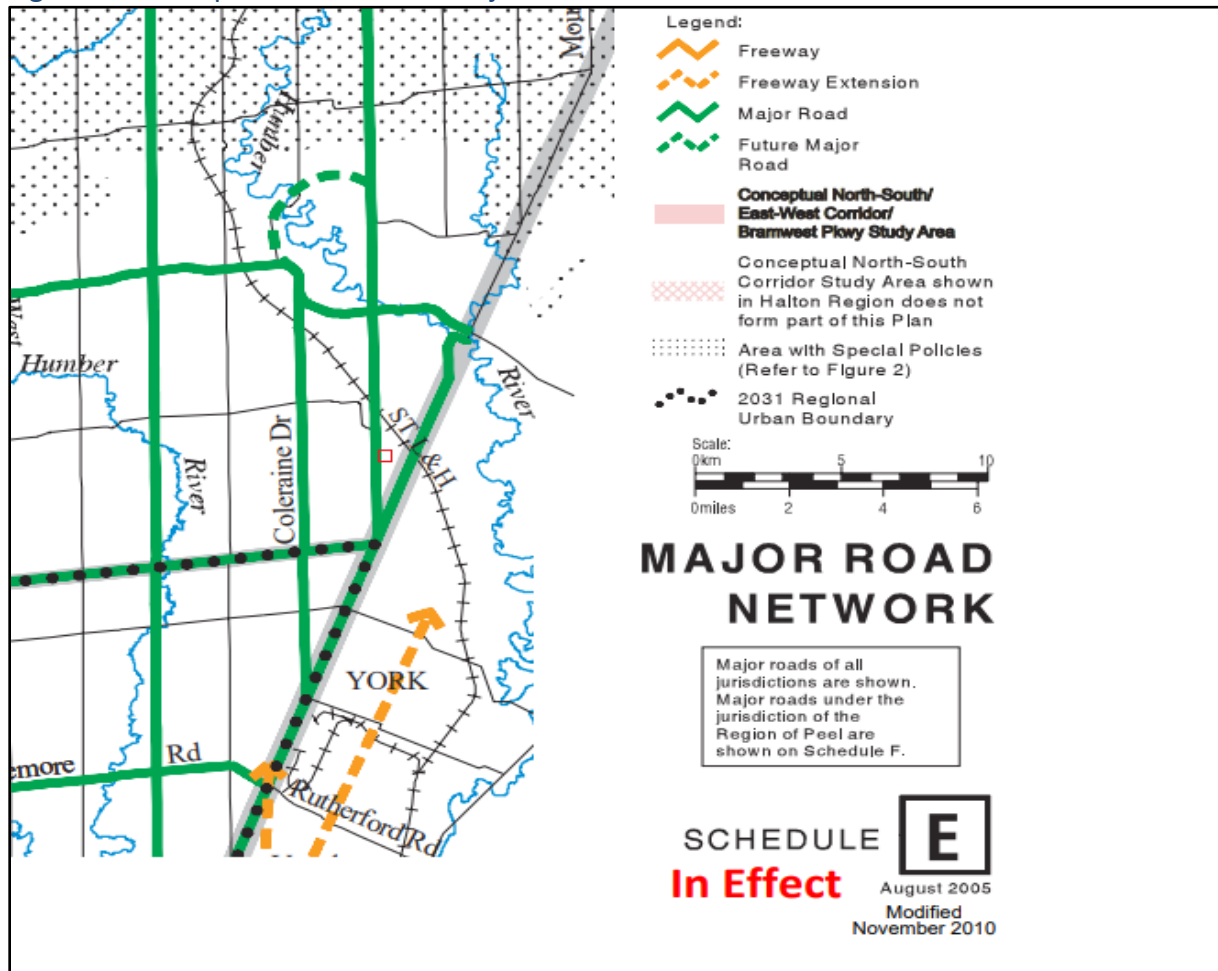 Humber
Legend:
Freeway
Freeway Extension
Major Road
Future Major
Road
Conceptual North-South/
East-West Corridor/
Bramwest Pkwy Study Area
Conceptual North-South
Corridor Study Area shown
in Halton Region does not
form part of this Plan
Area with Special Policies
(Refer to Figure 2)
2031 Regional
Urban Boundary
West
Humber
River
River
Coleraine Dr
ST L & H
Scale:
0km 5 10
0miles 2 4 6
YORK
emore Rd
Rutherford Rd
MAJOR ROAD
NETWORK
Major roads of all
jurisdictions are shown.
Major roads under the
jurisdiction of the
Region of Peel are
shown on Schedule F.
SCHEDULE E
In Effect
August 2005
Modified
November 2010